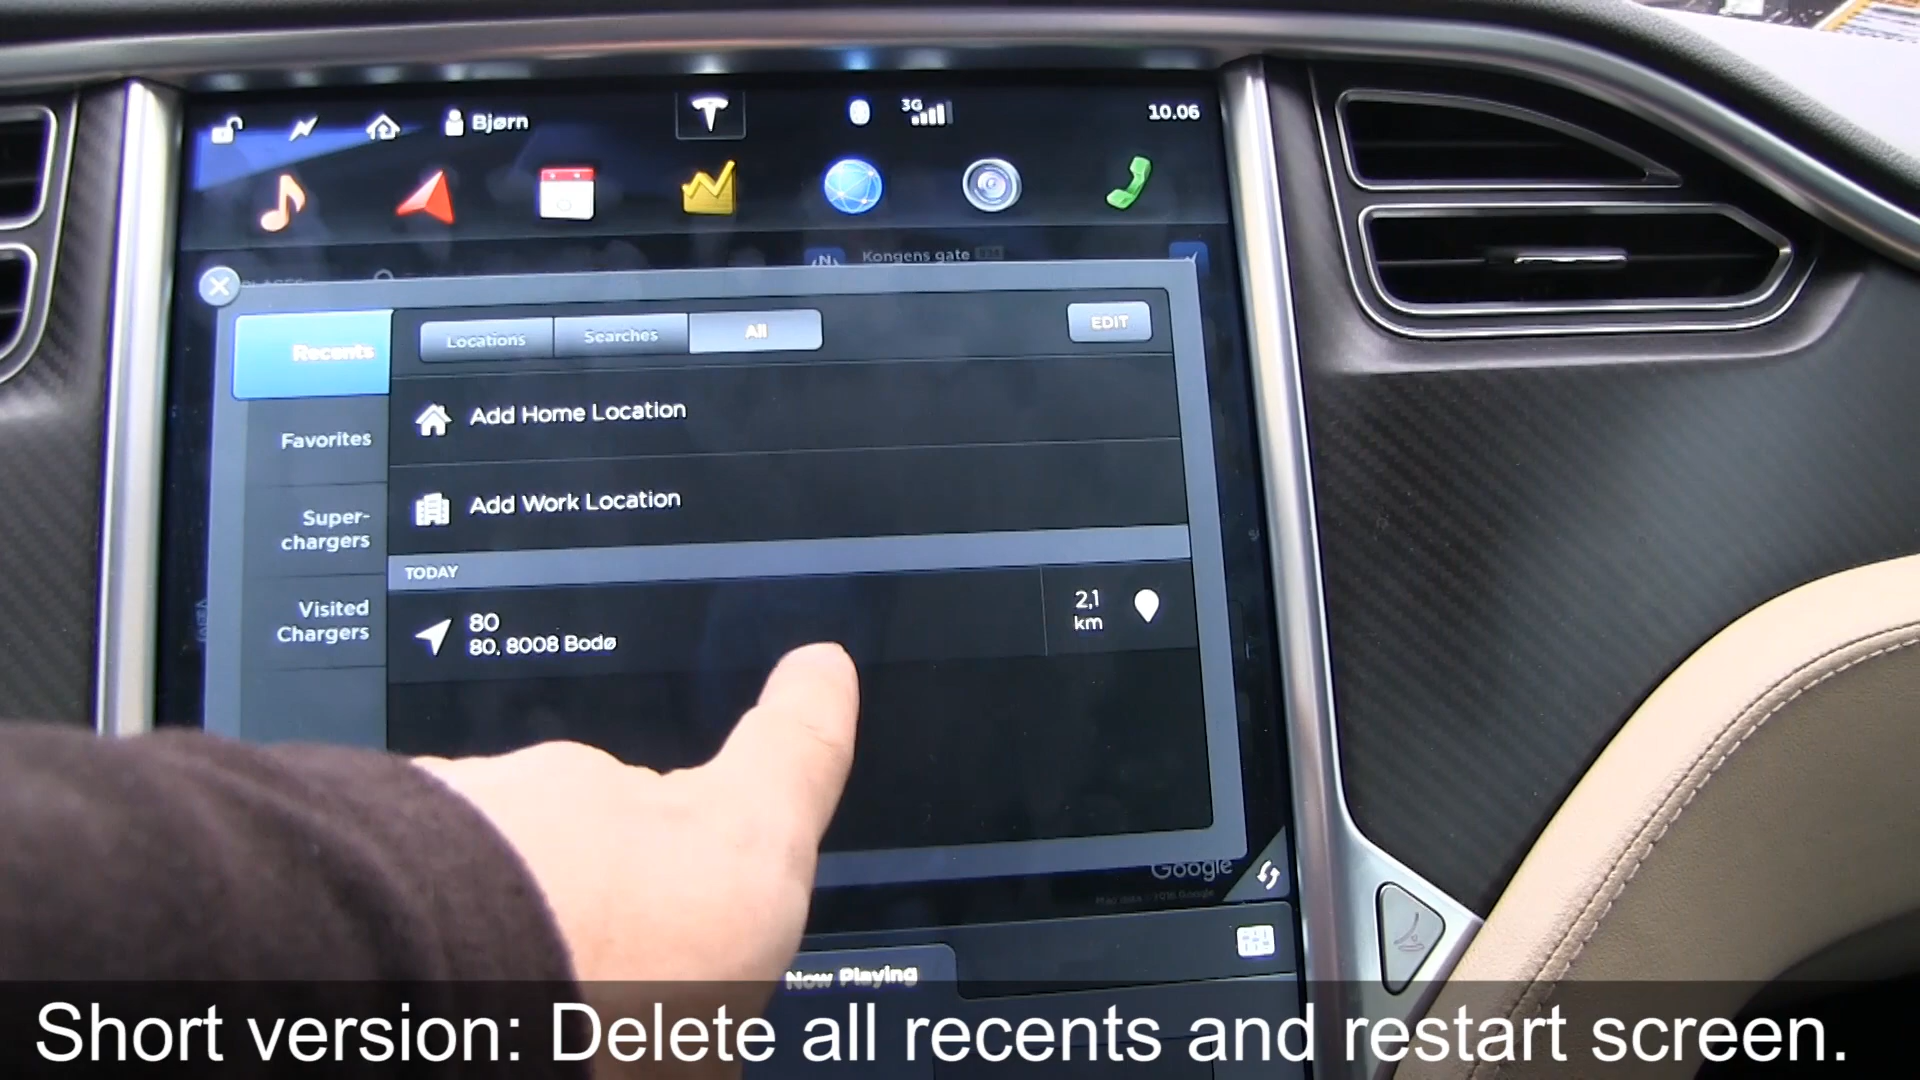 Bjørn
3G
10.06
Kongens gate
Recents
Locations
Searches
All
EDIT
Favorites
Super-
chargers
Visited
Chargers
Add Home Location
Add Work Location
TODAY
80
80, 8008 Bodø
2,1
km
Google
Now Playing
Short version: Delete all recents and restart screen.